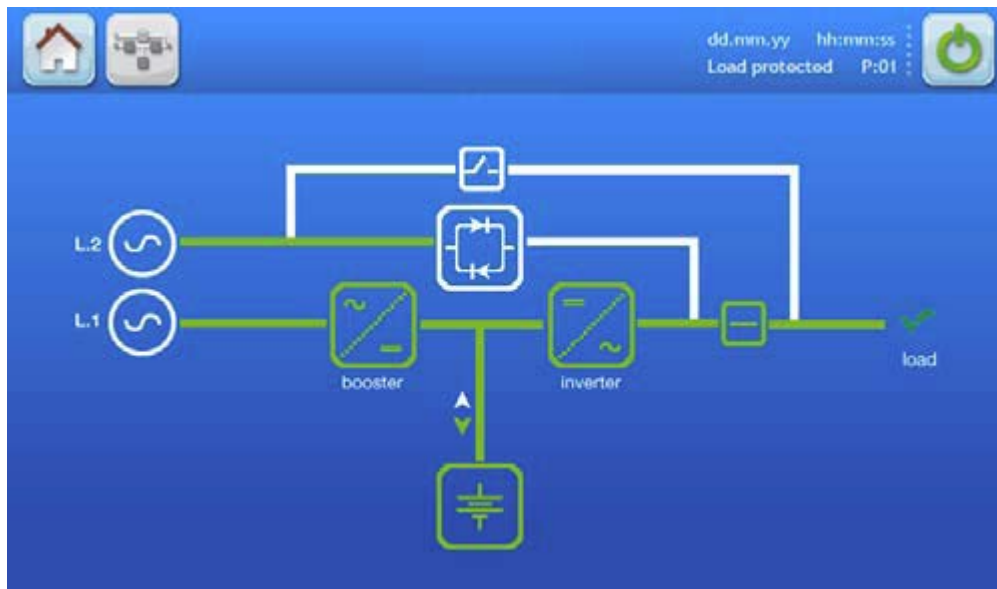 dd.mm.yy hh:mm:ss
Load protected P:01
L.2
L.1
booster
inverter
load